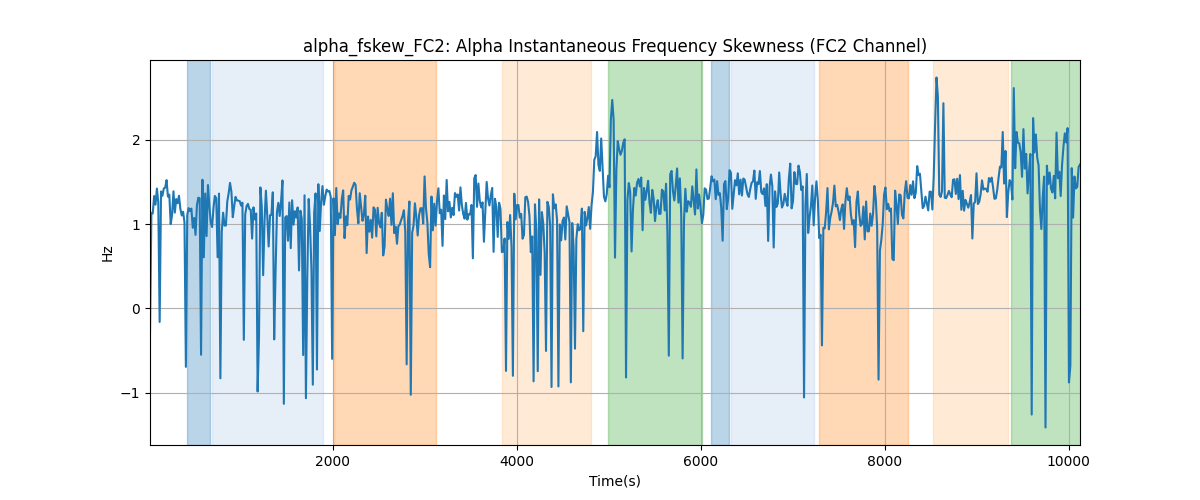 alpha_fskew_FC2: Alpha Instantaneous Frequency Skewness (FC2 Channel)
2
1
0
−1
Hz
2000 4000 6000 8000 10000
Time(s)